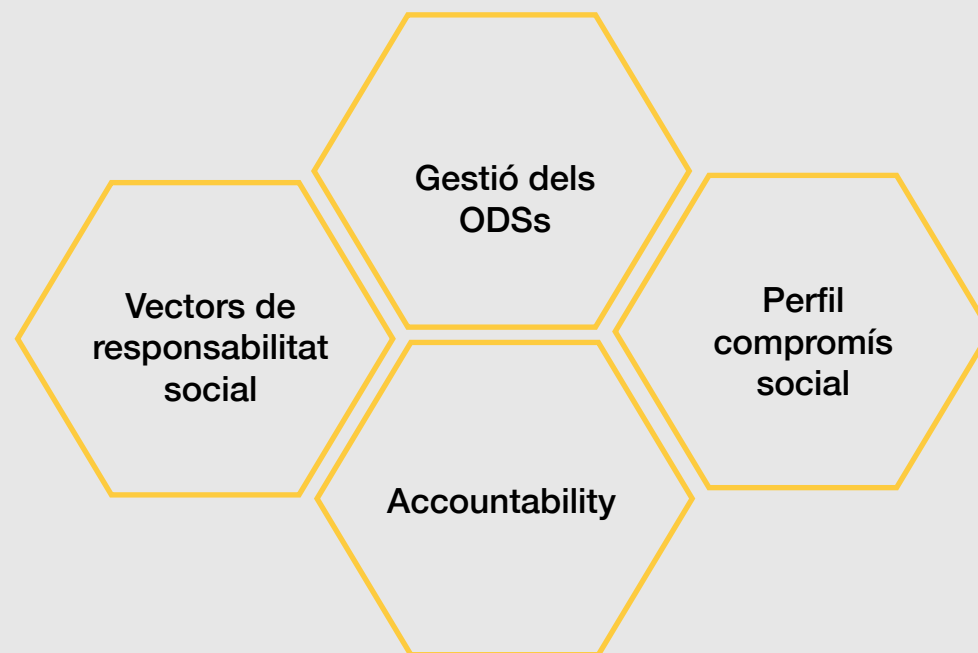 Gestió dels
ODSs
Vectors de
responsabilitat
social
Perfil
compromís
social
Accountability